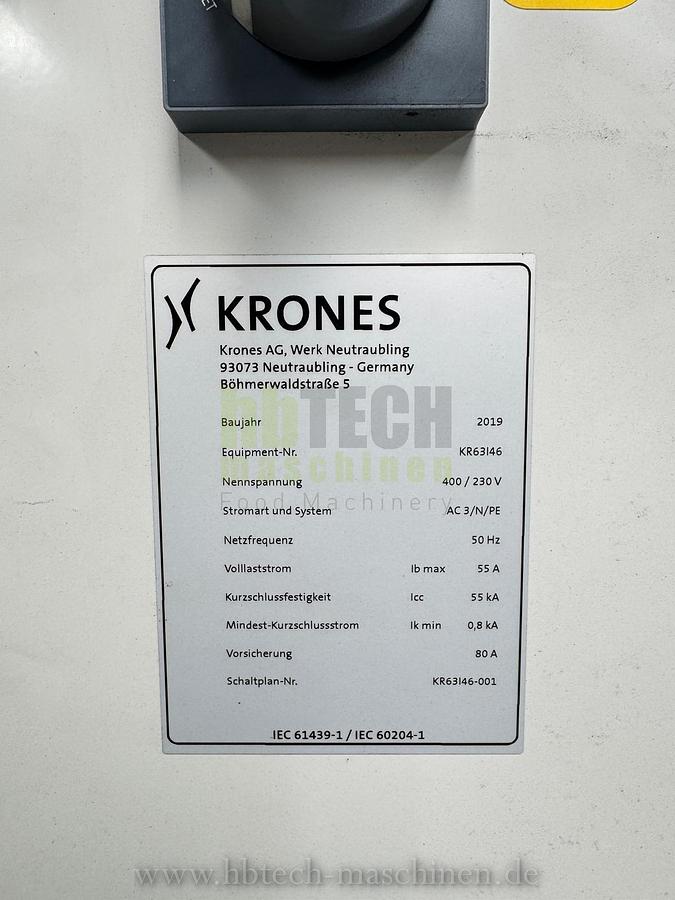 KRONES
Krones AG, Werk Neutraubling
93073 Neutraubling - Germany
Böhmerwaldstraße 5
hbTECH
maschinen
Food Machinery
Baujahr 2019
Equipment-Nr. KR63I46
Nennspannung 400 / 230 V
Stromart und System AC 3/N/PE
Netzfrequenz 50 Hz
Volllaststrom Ib max 55 A
Kurzschlussfestigkeit Icc 55 kA
Mindest-Kurzschlussstrom Ik min 0,8 kA
Vorsicherung 80 A
Schaltplan-Nr. KR63I46-001
IEC 61439-1 / IEC 60204-1
www.hbtech-maschinen.de